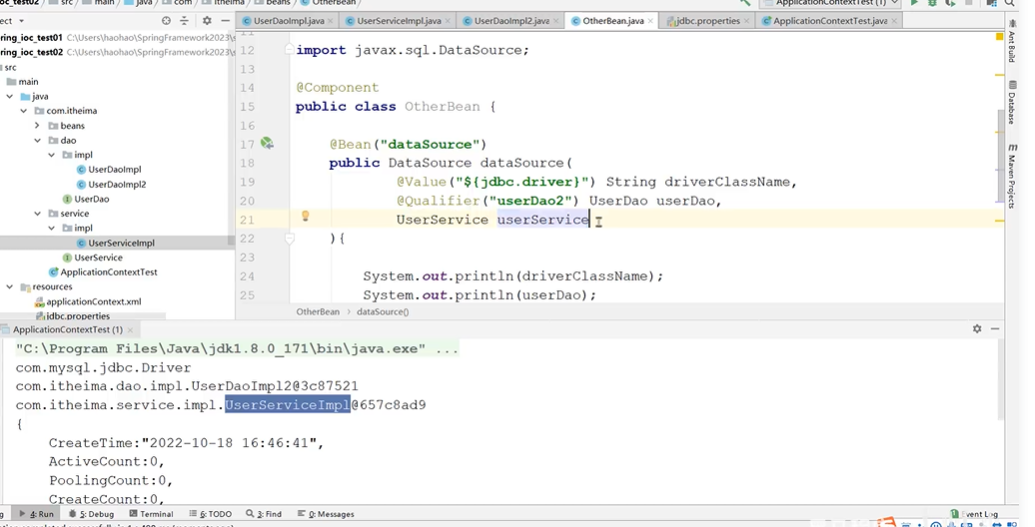 ring_ioc_test02 src main java com itheima beans OtherBean ApplicationContextTest (1)
UserDaoImpl.java UserServiceImpl.java UserDaoImpl2.java OtherBean.java jdbc.properties ApplicationContextTest.java
ring_ioc_test01 C:\Users\haohao\SpringFramework2023\
ring_ioc_test02 C:\Users\haohao\SpringFramework2023\
src
main
java
com.itheima
beans
dao
impl
UserDaoImpl
UserDaoImpl2
UserDao
service
impl
UserServiceImpl
UserService
ApplicationContextTest
resources
applicationContext.xml
jdbc.properties
12 import javax.sql.DataSource;
13
14 @Component
15 public class OtherBean {
16
17 @Bean("dataSource")
18 public DataSource dataSource(
19 @Value("${jdbc.driver}") String driverClassName,
20 @Qualifier("userDao2") UserDao userDao,
21 UserService userService
22 ){
23
24 System.out.println(driverClassName);
25 System.out.println(userDao);
OtherBean > dataSource()
Ant Build
Database
Maven Projects
ApplicationContextTest (1)
"C:\Program Files\Java\jdk1.8.0_171\bin\java.exe" ...
com.mysql.jdbc.Driver
com.itheima.dao.impl.UserDaoImpl2@3c87521
com.itheima.service.impl.UserServiceImpl@657c8ad9
{
CreateTime:"2022-10-18 16:46:41",
ActiveCount:0,
PoolingCount:0,
CreateCount:0,
4: Run 5: Debug Terminal 6: TODO 3: Find 0: Messages Event Log